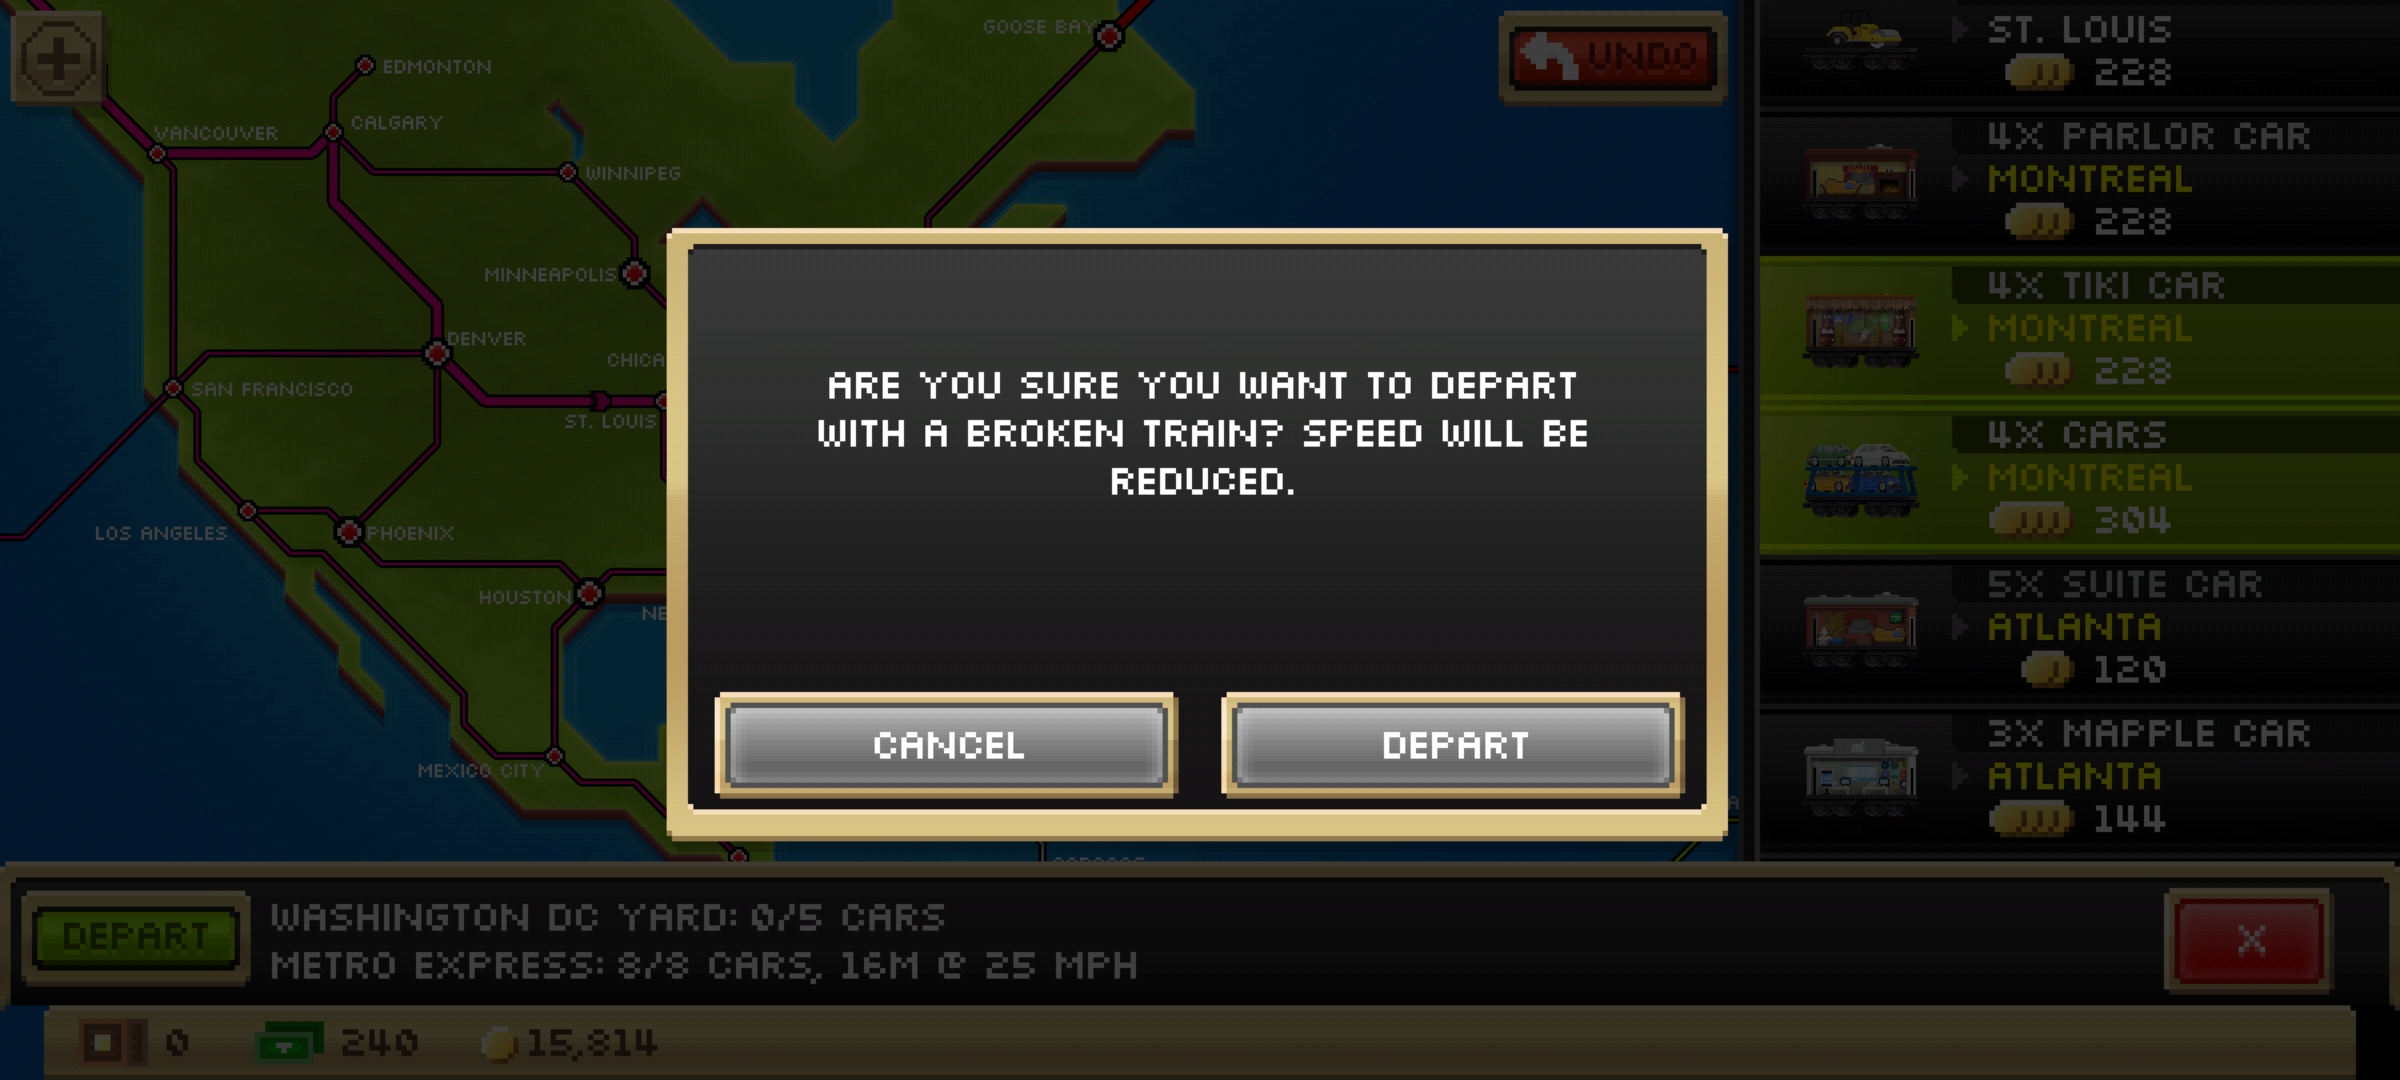 GOOSE BAY
EDMONTON
CALGARY
VANCOUVER
WINNIPEG
MINNEAPOLIS
DENVER
CHICA
SAN FRANCISCO
ST. LOUIS
LOS ANGELES
PHOENIX
HOUSTON
NE
MEXICO CITY
UNDO
ARE YOU SURE YOU WANT TO DEPART
WITH A BROKEN TRAIN? SPEED WILL BE
REDUCED.
CANCEL
DEPART
ST. LOUIS
228
4X PARLOR CAR
MONTREAL
228
4X TIKI CAR
MONTREAL
228
4X CARS
MONTREAL
304
5X SUITE CAR
ATLANTA
120
3X MAPPLE CAR
ATLANTA
144
DEPART
WASHINGTON DC YARD: 0/5 CARS
METRO EXPRESS: 8/8 CARS, 16M @ 25 MPH
X
0
240
15,814